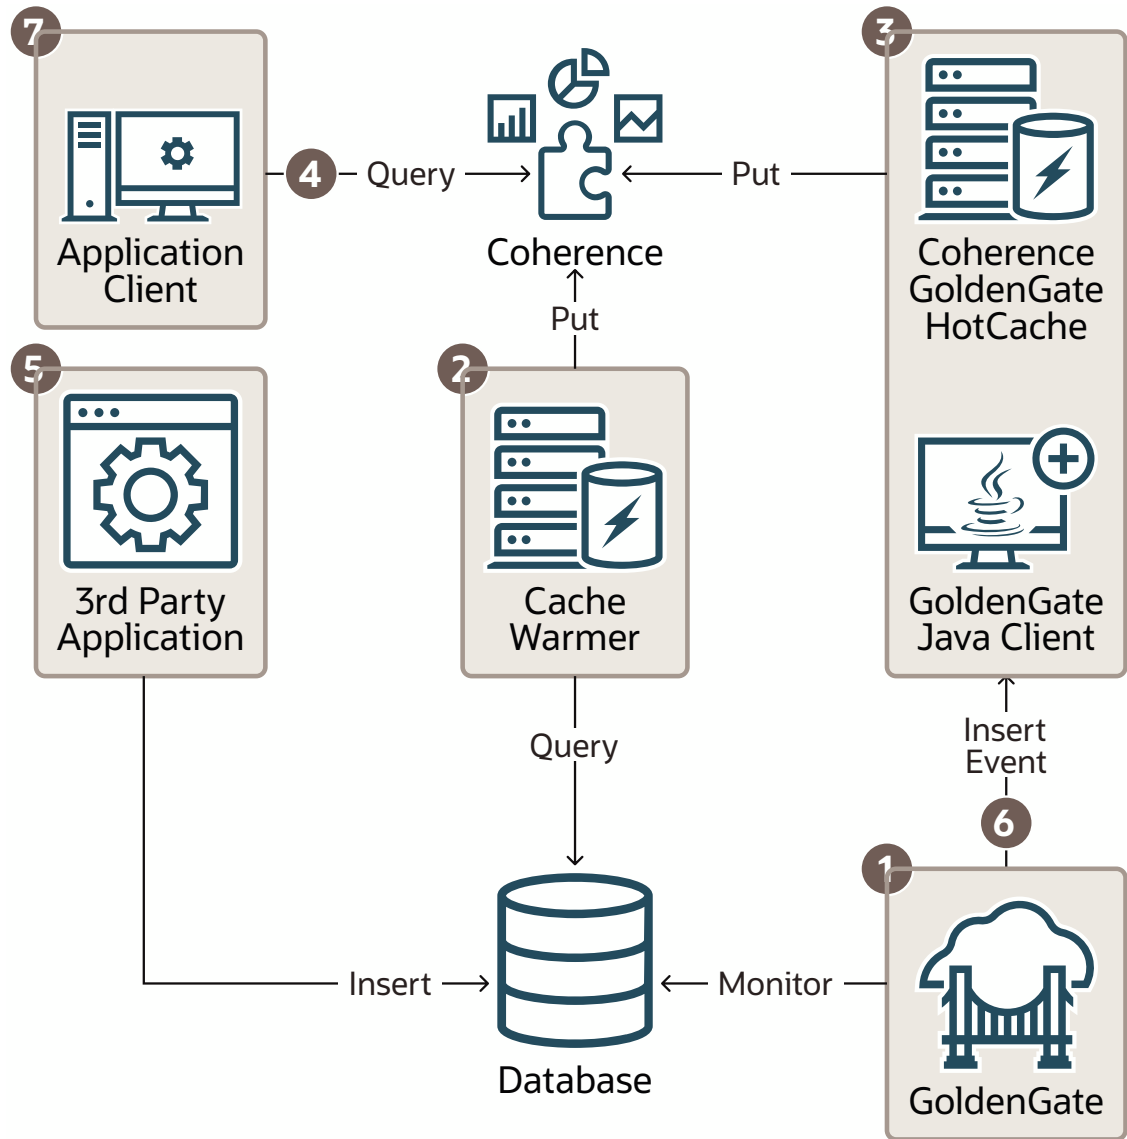 7
3
4
Query
Put
Application
Client
Coherence
Coherence
GoldenGate
HotCache
Put
5
2
3rd Party
Application
Cache
Warmer
GoldenGate
Java Client
Query
Insert
Event
6
1
Insert
Monitor
Database
GoldenGate